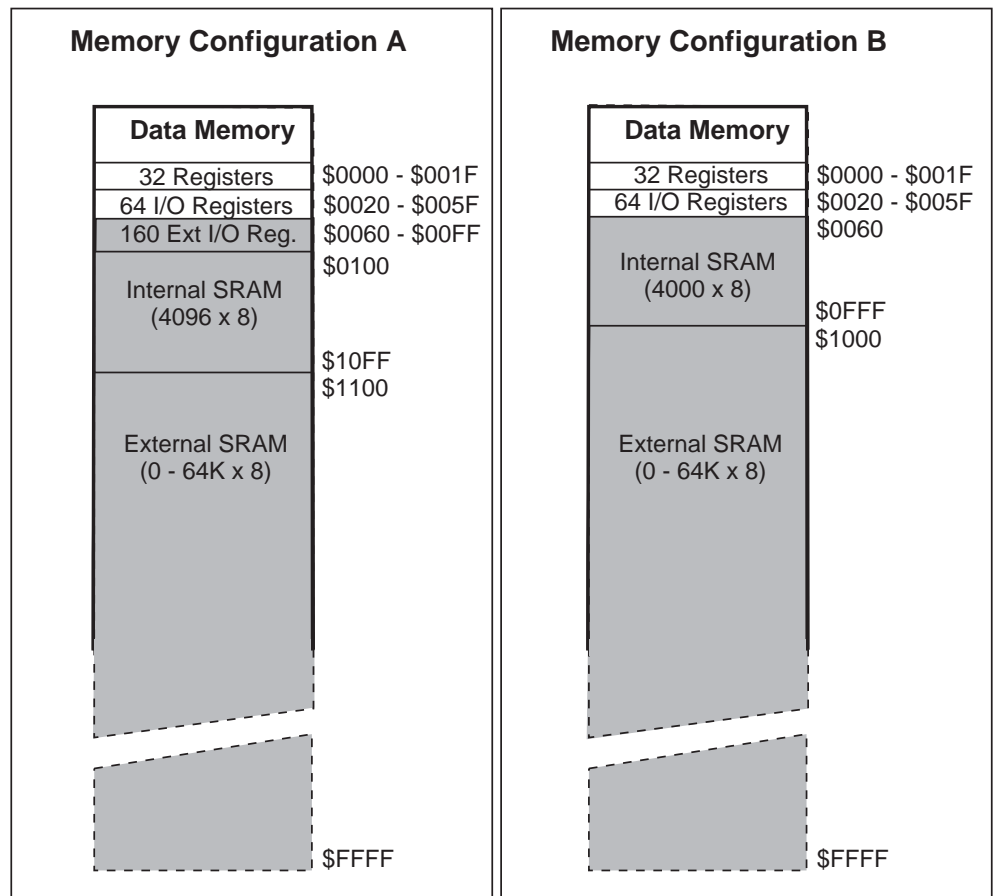 Memory Configuration A
Data Memory
32 Registers
$0000 - $001F
64 I/O Registers
$0020 - $005F
160 Ext I/O Reg.
$0060 - $00FF
$0100
Internal SRAM
(4096 x 8)
$10FF
$1100
External SRAM
(0 - 64K x 8)
$FFFF
Memory Configuration B
Data Memory
32 Registers
$0000 - $001F
64 I/O Registers
$0020 - $005F
$0060
Internal SRAM
(4000 x 8)
$0FFF
$1000
External SRAM
(0 - 64K x 8)
$FFFF